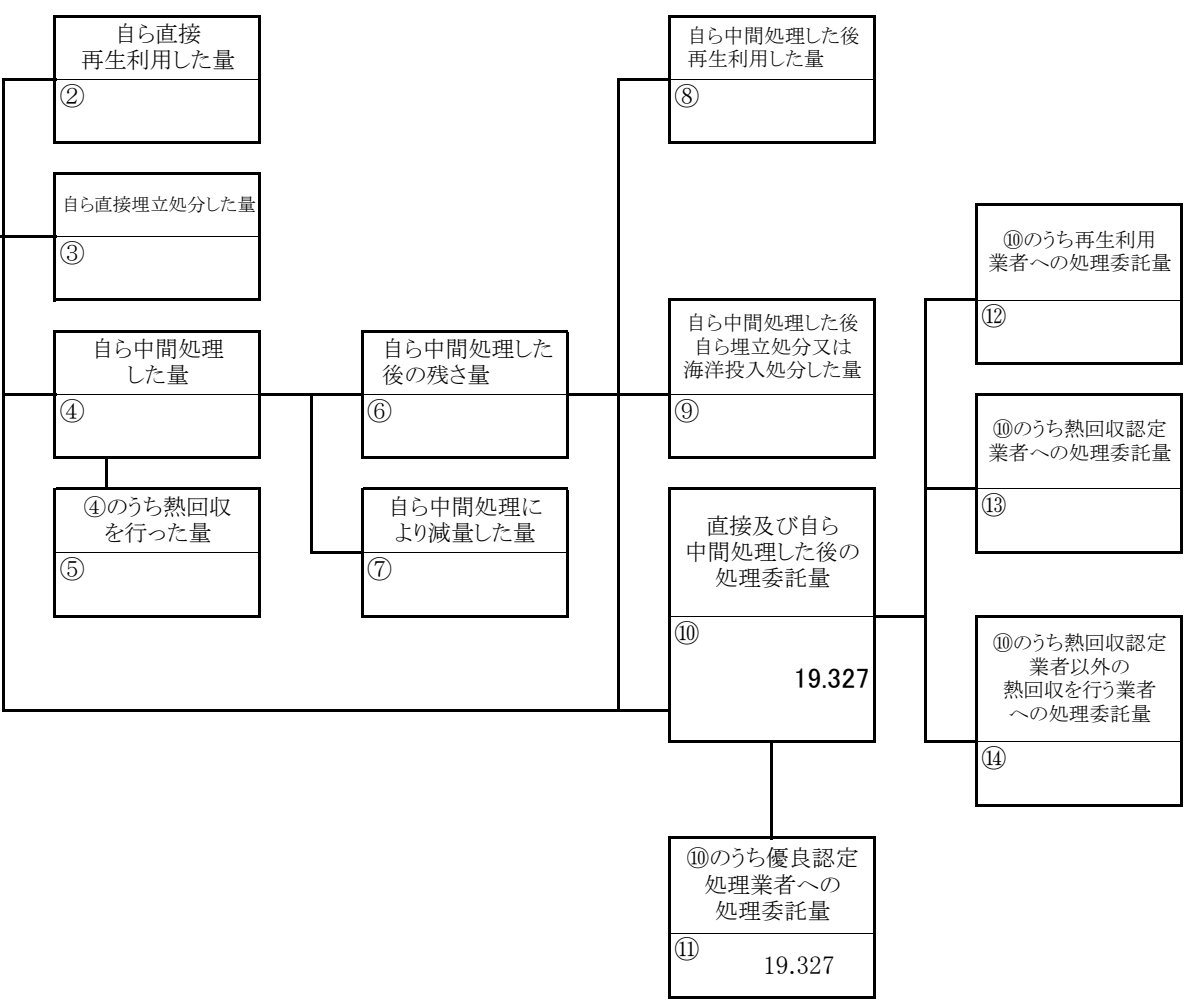 自ら直接
再生利用した量
②
自ら直接埋立処分した量
③
自ら中間処理
した量
④
④のうち熱回収
を行った量
⑤
自ら中間処理した
後の残さ量
⑥
自ら中間処理に
より減量した量
⑦
自ら中間処理した後
再生利用した量
⑧
自ら中間処理した後
自ら埋立処分又は
海洋投入処分した量
⑨
直接及び自ら
中間処理した後の
処理委託量
⑩
19.327
⑩のうち優良認定
処理業者への
処理委託量
⑪
19.327
⑩のうち再生利用
業者への処理委託量
⑫
⑩のうち熱回収認定
業者への処理委託量
⑬
⑩のうち熱回収認定
業者以外の
熱回収を行う業者
への処理委託量
⑭